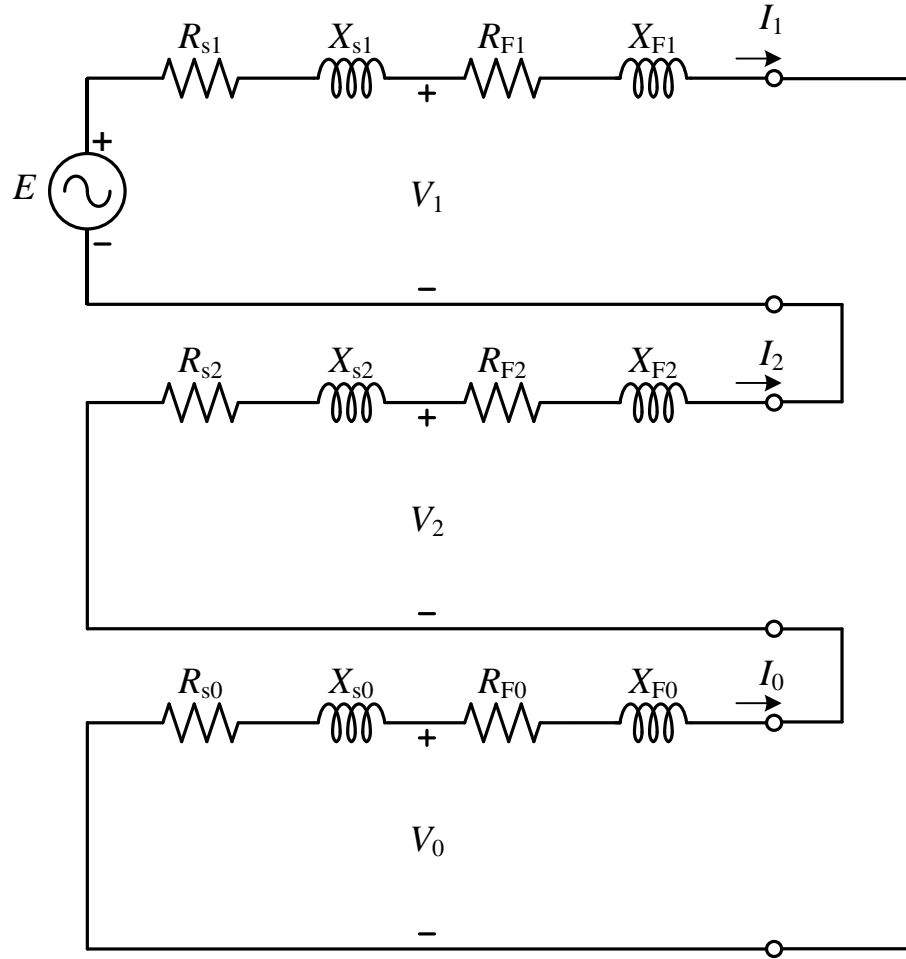 R_s1 X_s1 R_F1 X_F1 I_1
+
+
E
V_1
−
−
R_s2 X_s2 R_F2 X_F2 I_2
+
V_2
−
R_s0 X_s0 R_F0 X_F0 I_0
+
V_0
−